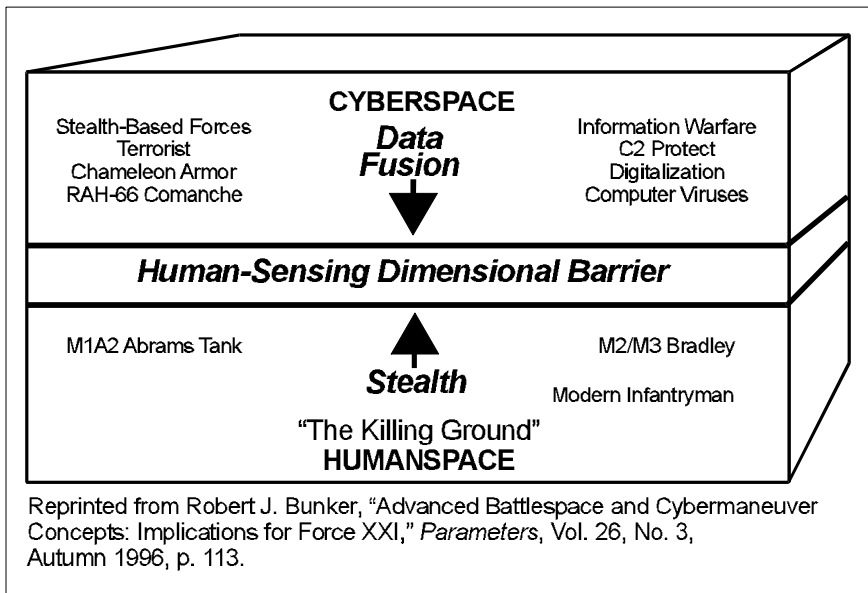 CYBERSPACE
Data
Fusion
Stealth-Based Forces
Terrorist
Chameleon Armor
RAH-66 Comanche
Information Warfare
C2 Protect
Digitalization
Computer Viruses
Human-Sensing Dimensional Barrier
M1A2 Abrams Tank
M2/M3 Bradley
Stealth
Modern Infantryman
“The Killing Ground”
HUMANSPACE
Reprinted from Robert J. Bunker, “Advanced Battlespace and Cybermaneuver
Concepts: Implications for Force XXI,” Parameters, Vol. 26, No. 3,
Autumn 1996, p. 113.